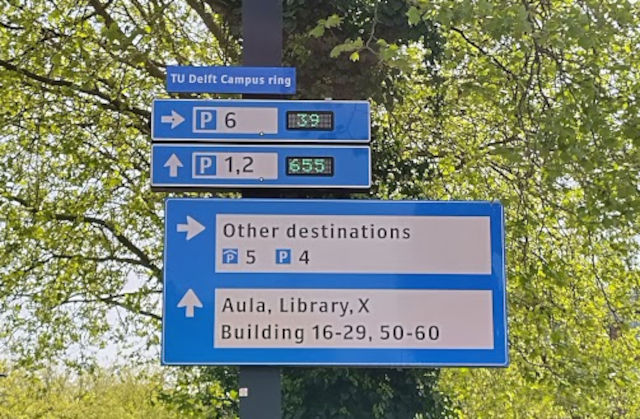 TU Delft Campus ring
P 6 39
P 1,2 655
Other destinations
P 5 P 4
Aula, Library, X
Building 16-29, 50-60